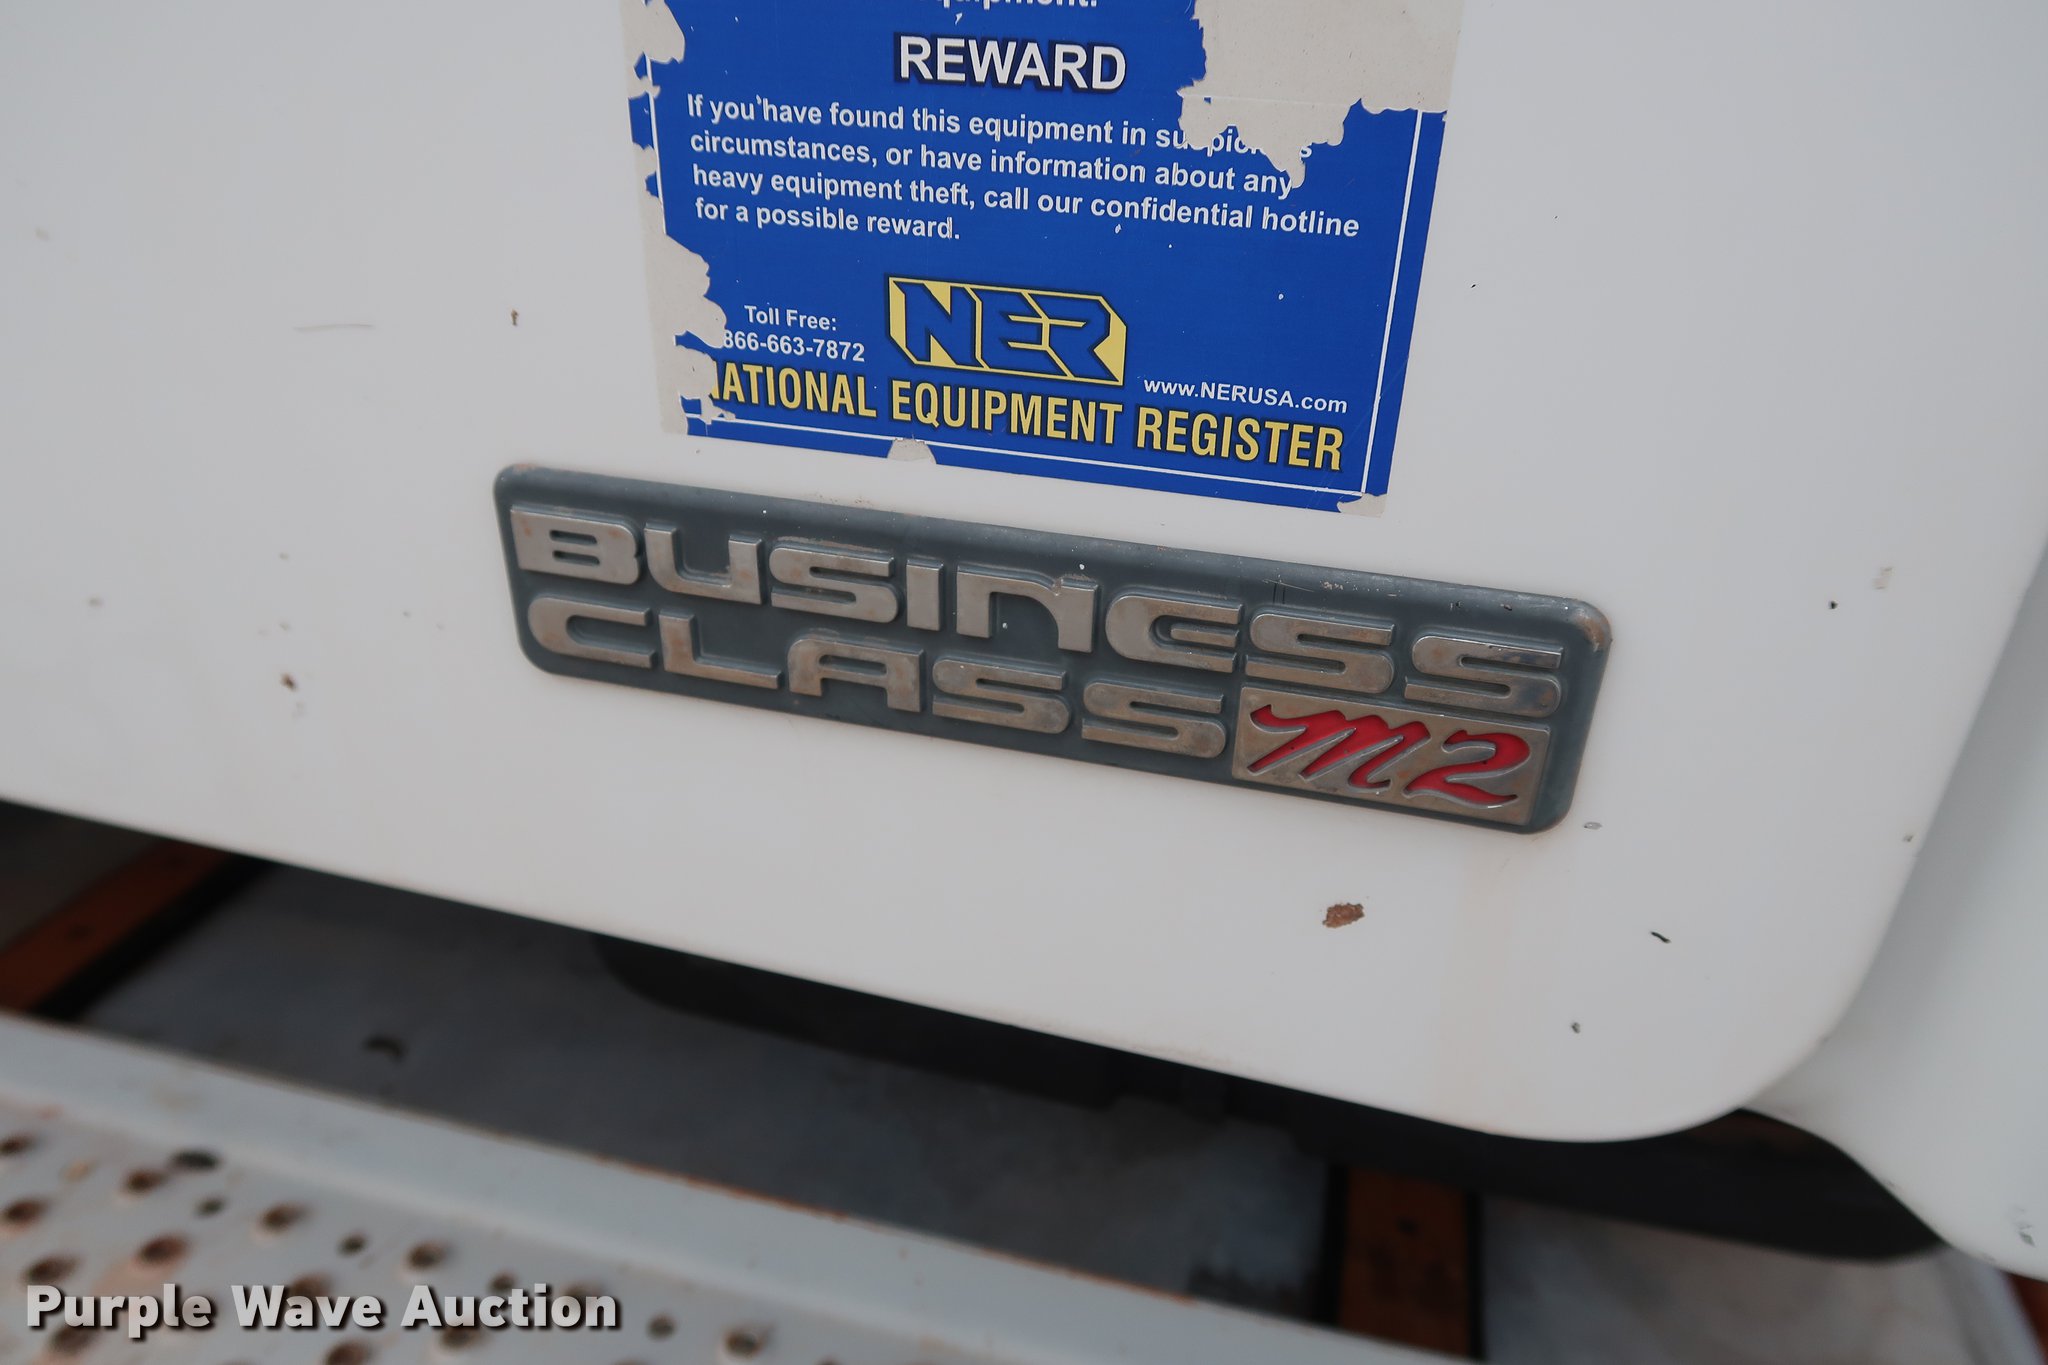 REWARD
If you have found this equipment in suspicious
circumstances, or have information about any
heavy equipment theft, call our confidential hotline
for a possible reward.
NER
Toll Free:
866-663-7872
www.NERUSA.com
NATIONAL EQUIPMENT REGISTER
BUSINESS
CLASS M2
Purple Wave Auction